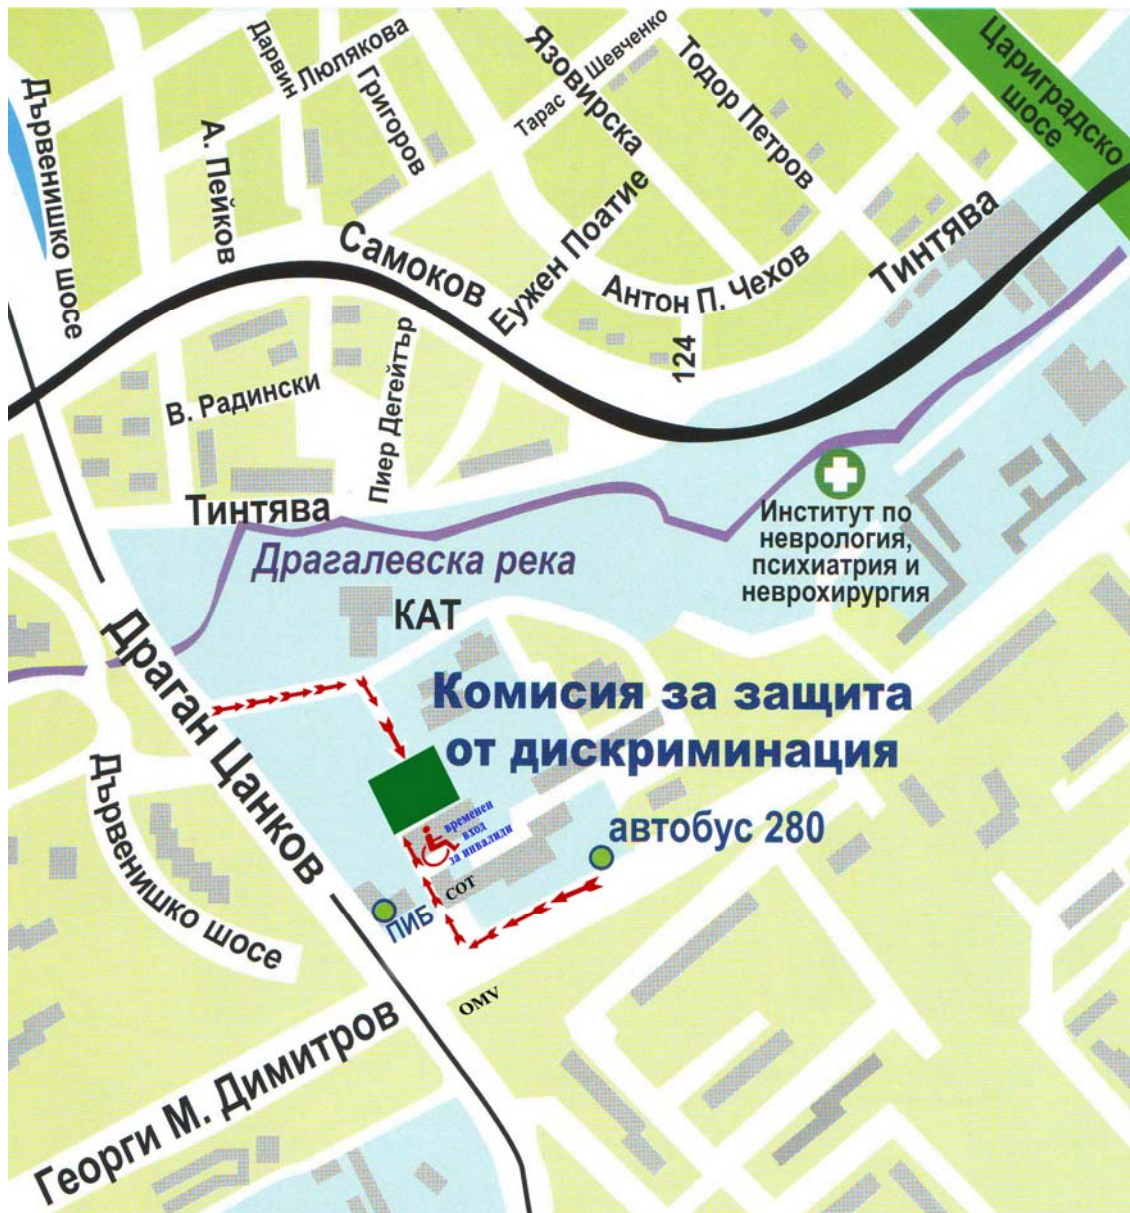 Дарвин
Люлякова
Григоров
Язовирска
Тарас Шевченко
Тодор Петров
Цариградско
шосе
Дървенишко шосе
А. Пейков
Самоков
Еужен Поатие
Антон П. Чехов
Тинтява
124
В. Радински
Пиер Дегейтър
Тинтява
Драгалевска река
Институт по
неврология,
психиатрия и
неврохирургия
КАТ
Драган Цанков
Комисия за защита
от дискриминация
Дървенишко шосе
временен
вход
за инвалиди
автобус 280
СОТ
ПИБ
OMV
Георги М. Димитров